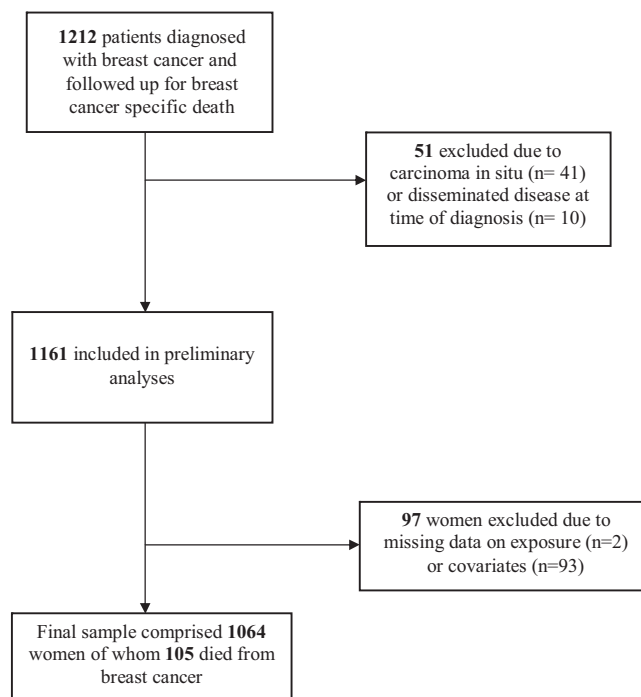 1212 patients diagnosed
with breast cancer and
followed up for breast
cancer specific death
51 excluded due to
carcinoma in situ (n= 41)
or disseminated disease at
time of diagnosis (n= 10)
1161 included in preliminary
analyses
97 women excluded due to
missing data on exposure (n=2)
or covariates (n=93)
Final sample comprised 1064
women of whom 105 died from
breast cancer